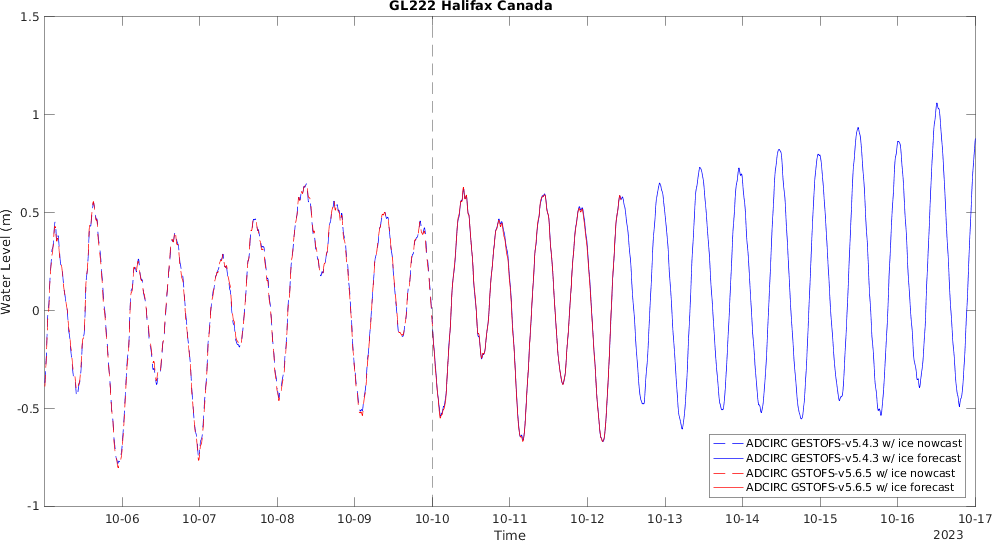 GL222 Halifax Canada
1.5
1
0.5
0
-0.5
-1
Water Level (m)
10-06
10-07
10-08
10-09
10-10
10-11
10-12
10-13
10-14
10-15
10-16
10-17
Time
2023
ADCIRC GESTOFS-v5.4.3 w/ ice nowcast
ADCIRC GESTOFS-v5.4.3 w/ ice forecast
ADCIRC GSTOFS-v5.6.5 w/ ice nowcast
ADCIRC GSTOFS-v5.6.5 w/ ice forecast